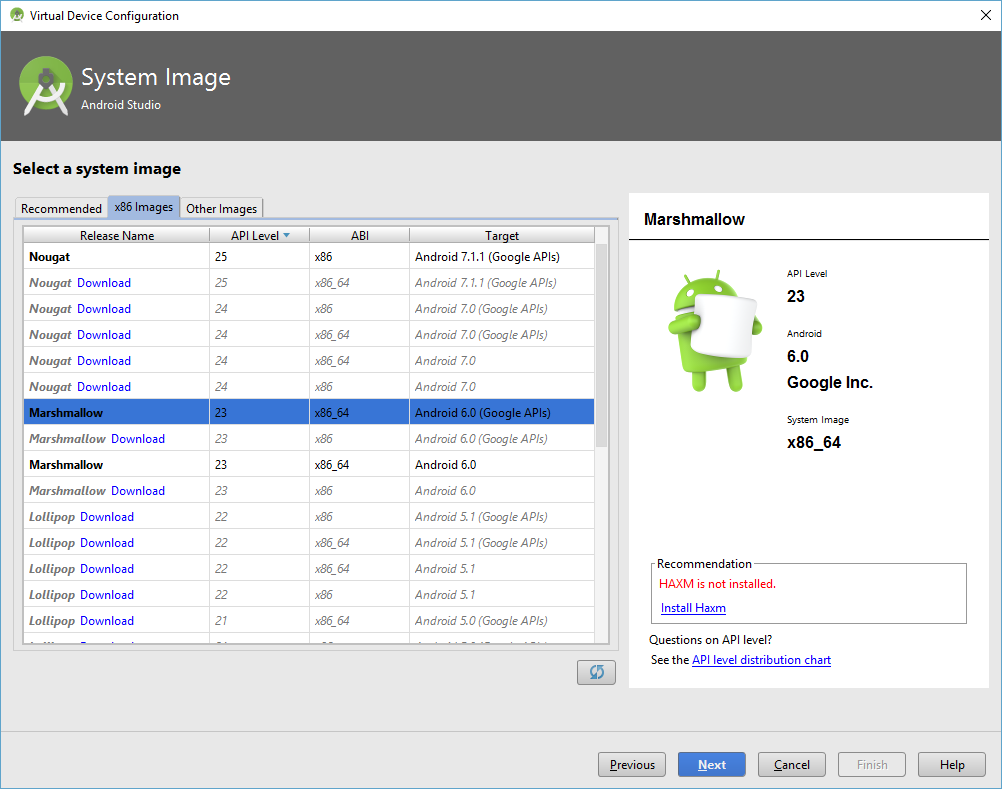 Virtual Device Configuration
System Image
Android Studio
Select a system image
Recommended x86 Images Other Images
Release Name API Level ABI Target
Nougat 25 x86 Android 7.1.1 (Google APIs)
Nougat Download 25 x86_64 Android 7.1.1 (Google APIs)
Nougat Download 24 x86 Android 7.0 (Google APIs)
Nougat Download 24 x86_64 Android 7.0 (Google APIs)
Nougat Download 24 x86_64 Android 7.0
Nougat Download 24 x86 Android 7.0
Marshmallow 23 x86_64 Android 6.0 (Google APIs)
Marshmallow Download 23 x86 Android 6.0 (Google APIs)
Marshmallow 23 x86_64 Android 6.0
Marshmallow Download 23 x86 Android 6.0
Lollipop Download 22 x86 Android 5.1 (Google APIs)
Lollipop Download 22 x86_64 Android 5.1 (Google APIs)
Lollipop Download 22 x86_64 Android 5.1
Lollipop Download 22 x86 Android 5.1
Lollipop Download 21 x86_64 Android 5.0 (Google APIs)
Marshmallow
API Level
23
Android
6.0
Google Inc.
System Image
x86_64
Recommendation
HAXM is not installed.
Install Haxm
Questions on API level?
See the API level distribution chart
Previous Next Cancel Finish Help